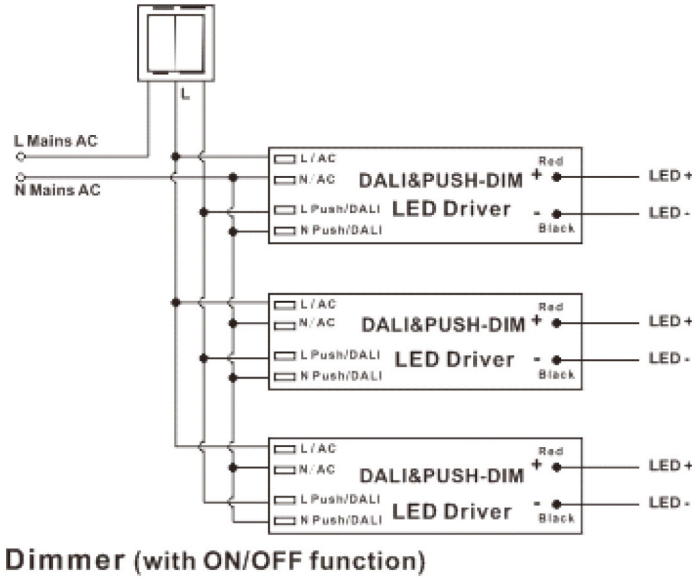 L
L Mains AC
N Mains AC
L/AC
N/AC
L Push/DALI
N Push/DALI
DALI&PUSH-DIM
LED Driver
Red
+
-
Black
LED +
LED -
L/AC
N/AC
L Push/DALI
N Push/DALI
DALI&PUSH-DIM
LED Driver
Red
+
-
Black
LED +
LED -
L/AC
N/AC
L Push/DALI
N Push/DALI
DALI&PUSH-DIM
LED Driver
Red
+
-
Black
LED +
LED -
Dimmer (with ON/OFF function)